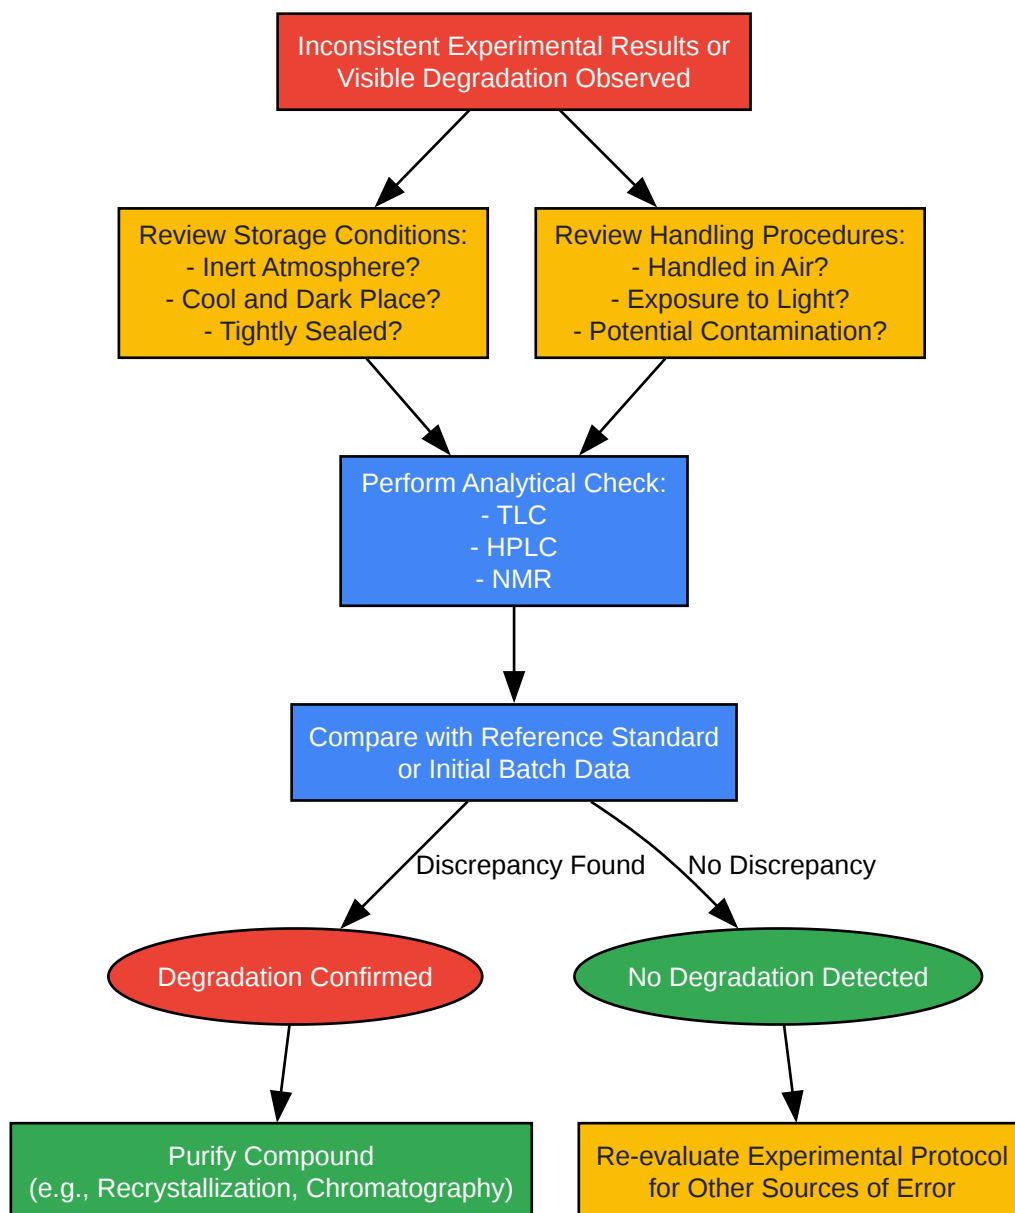 Inconsistent Experimental Results or
Visible Degradation Observed
Review Storage Conditions:
- Inert Atmosphere?
- Cool and Dark Place?
- Tightly Sealed?
Review Handling Procedures:
- Handled in Air?
- Exposure to Light?
- Potential Contamination?
Perform Analytical Check:
- TLC
- HPLC
- NMR
Compare with Reference Standard
or Initial Batch Data
Discrepancy Found
No Discrepancy
Degradation Confirmed
No Degradation Detected
Purify Compound
(e.g., Recrystallization, Chromatography)
Re-evaluate Experimental Protocol
for Other Sources of Error